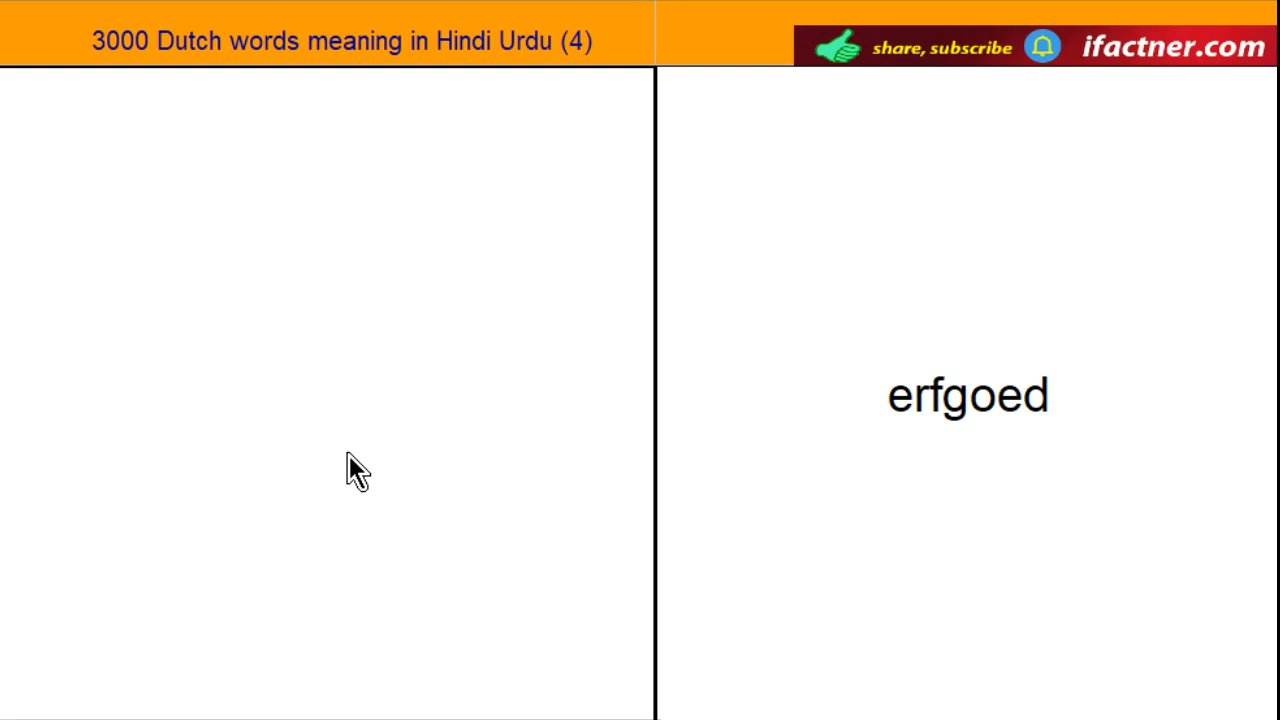 3000 Dutch words meaning in Hindi Urdu (4)
share, subscribe
ifactner.com
erfgoed